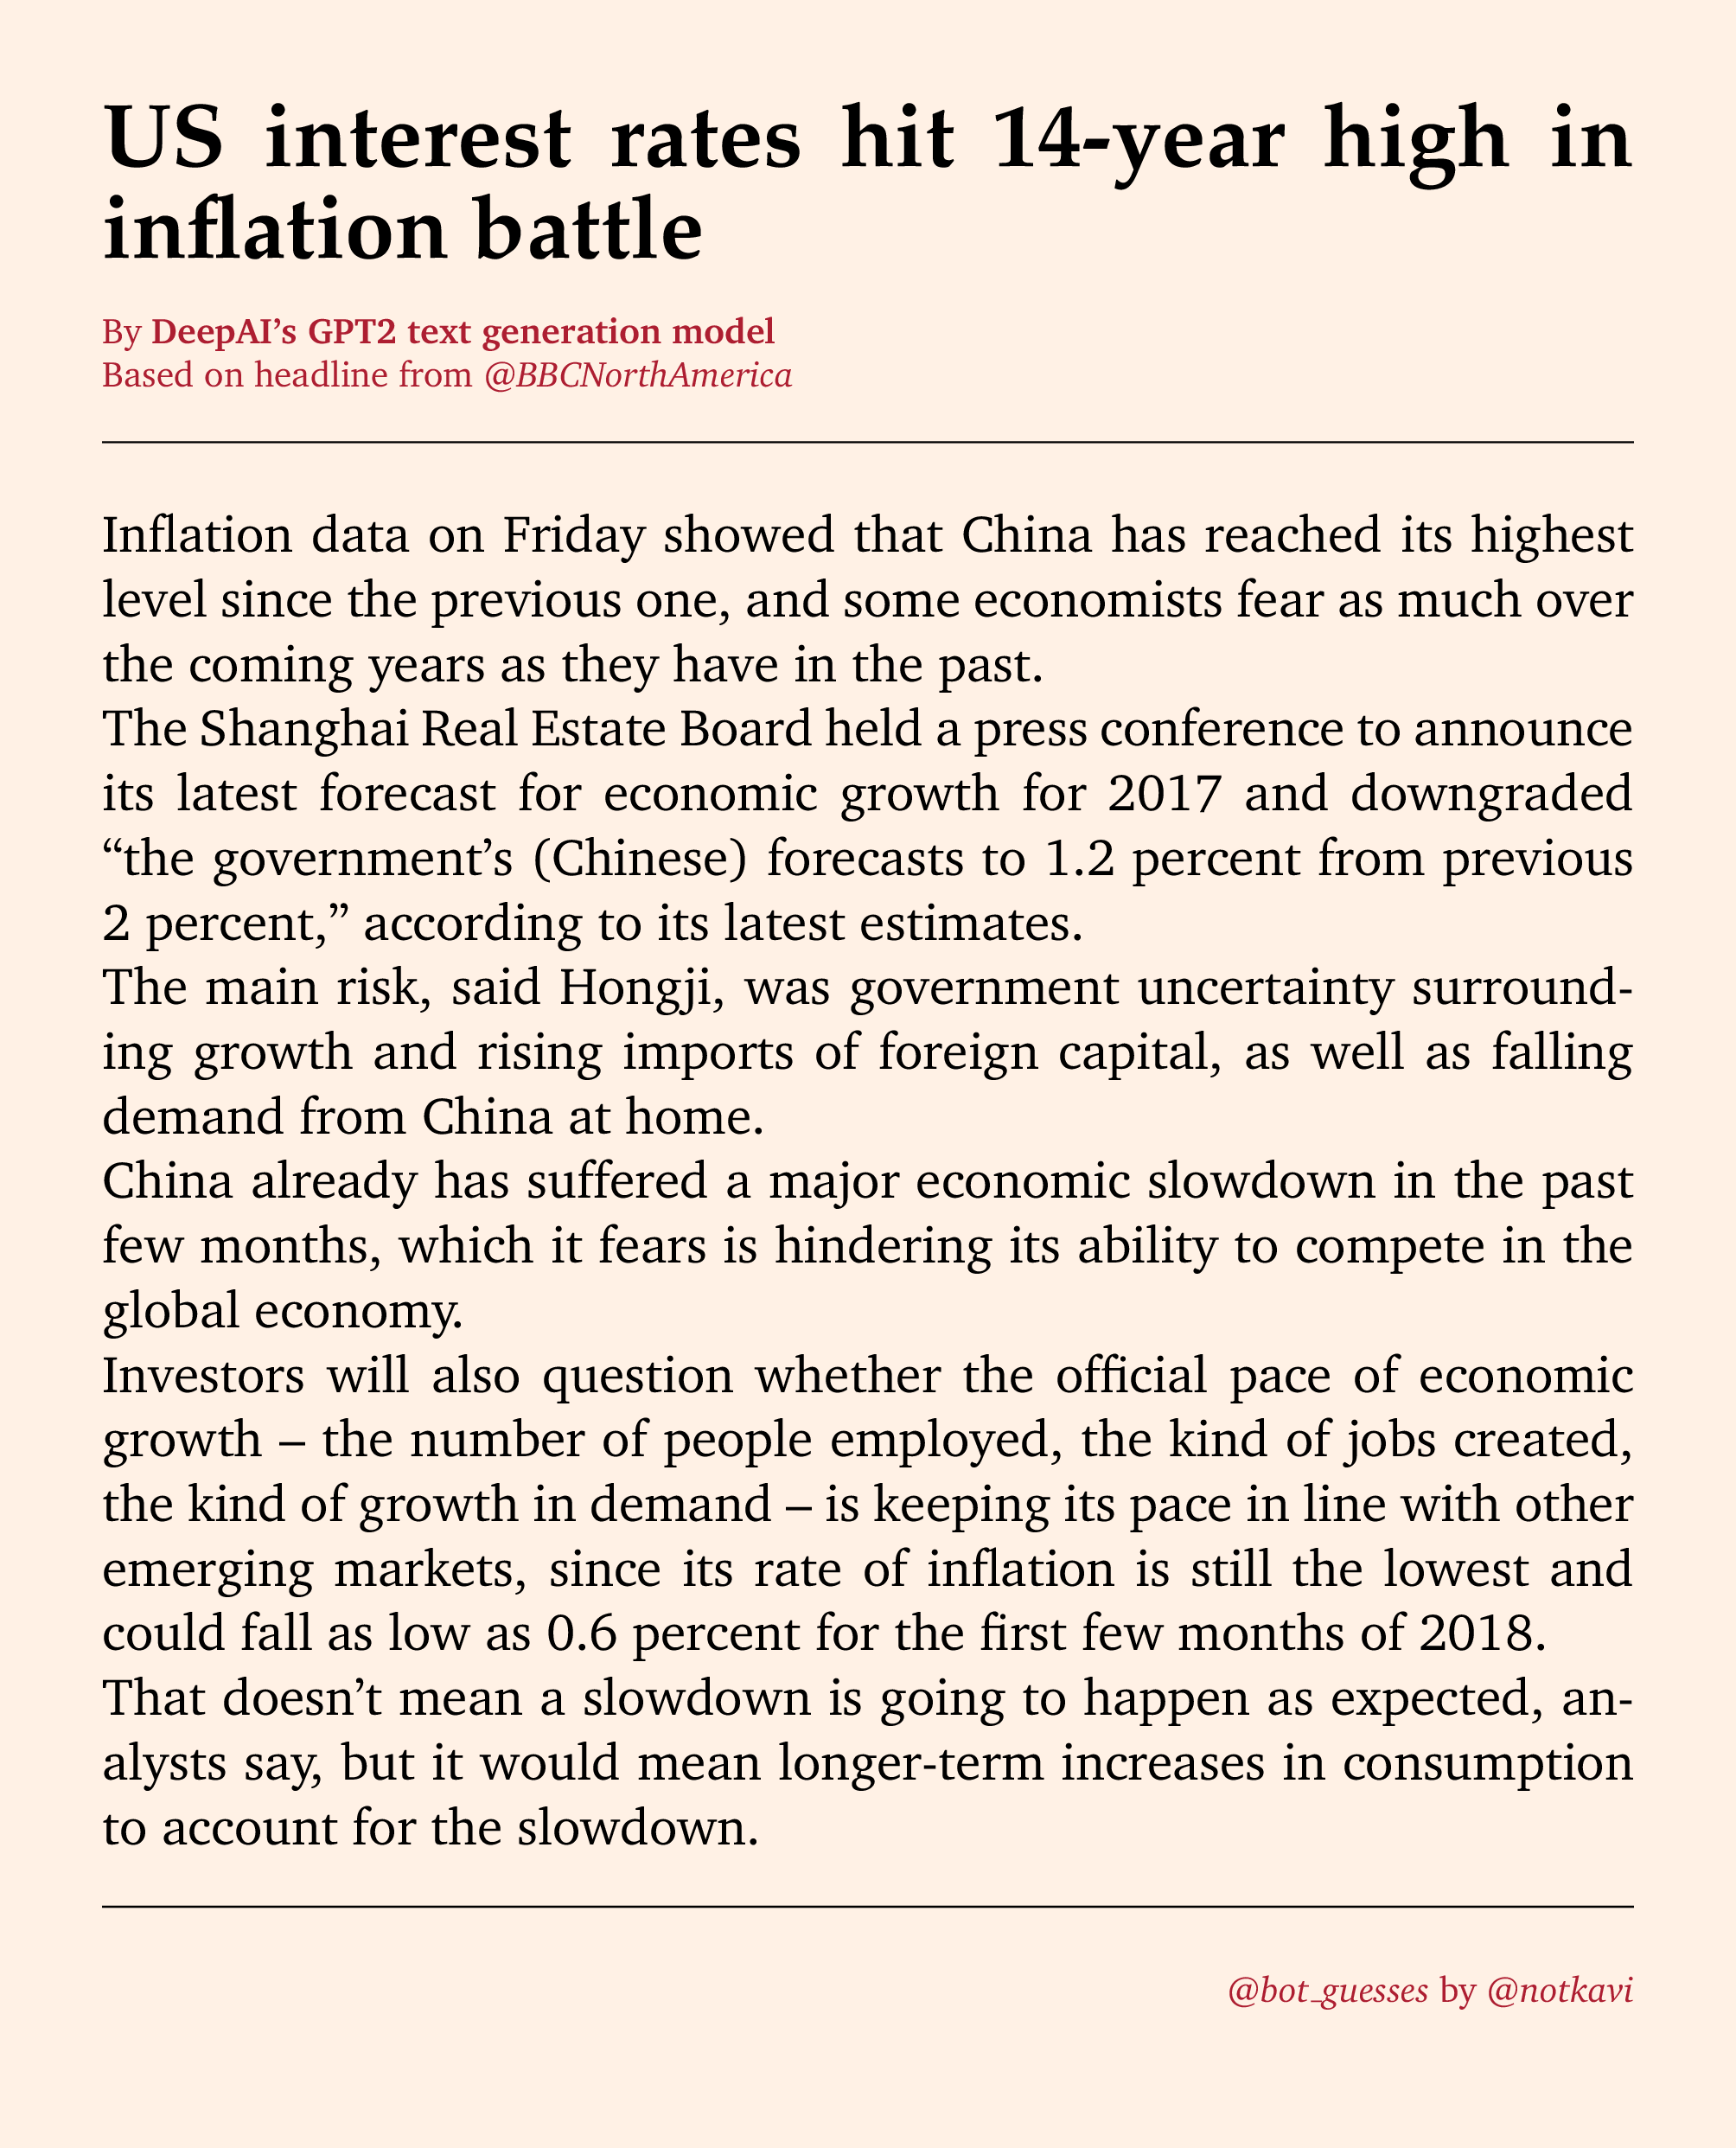 US interest rates hit 14-year high in
inflation battle
By DeepAI’s GPT2 text generation model
Based on headline from @BBCNorthAmerica
Inflation data on Friday showed that China has reached its highest
level since the previous one, and some economists fear as much over
the coming years as they have in the past.
The Shanghai Real Estate Board held a press conference to announce
its latest forecast for economic growth for 2017 and downgraded
“the government’s (Chinese) forecasts to 1.2 percent from previous
2 percent,” according to its latest estimates.
The main risk, said Hongji, was government uncertainty surround-
ing growth and rising imports of foreign capital, as well as falling
demand from China at home.
China already has suffered a major economic slowdown in the past
few months, which it fears is hindering its ability to compete in the
global economy.
Investors will also question whether the official pace of economic
growth – the number of people employed, the kind of jobs created,
the kind of growth in demand – is keeping its pace in line with other
emerging markets, since its rate of inflation is still the lowest and
could fall as low as 0.6 percent for the first few months of 2018.
That doesn’t mean a slowdown is going to happen as expected, an-
alysts say, but it would mean longer-term increases in consumption
to account for the slowdown.
@bot_guesses by @notkavi